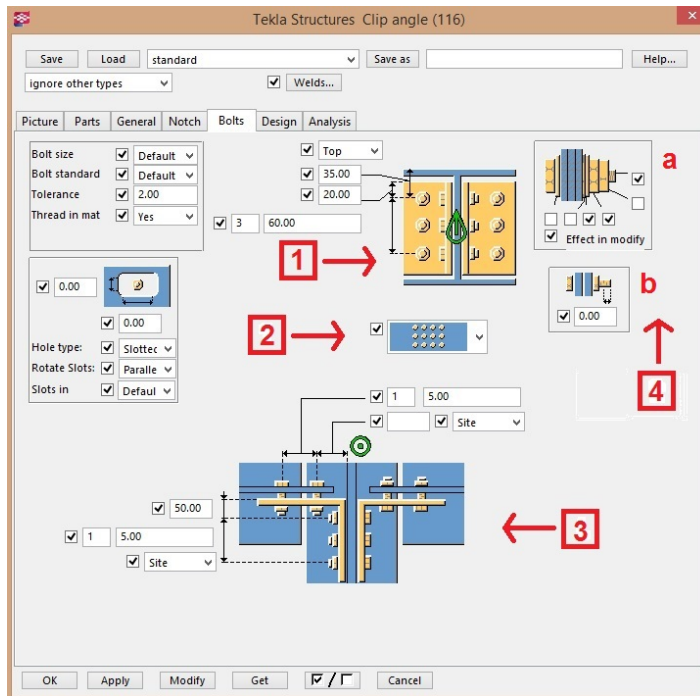 Tekla Structures Clip angle (116)
Save Load standard Save as Help...
ignore other types Welds...
Picture Parts General Notch Bolts Design Analysis
Bolt size Default
Bolt standard Default
Tolerance 2.00
Thread in mat Yes
Top
35.00
20.00
3 60.00
a
Effect in modify
1
0.00
0.00
Hole type: Slottec
Rotate Slots: Paralle
Slots in Defaul
b
0.00
2
4
1 5.00
Site
50.00
1 5.00
Site
3
OK Apply Modify Get / Cancel